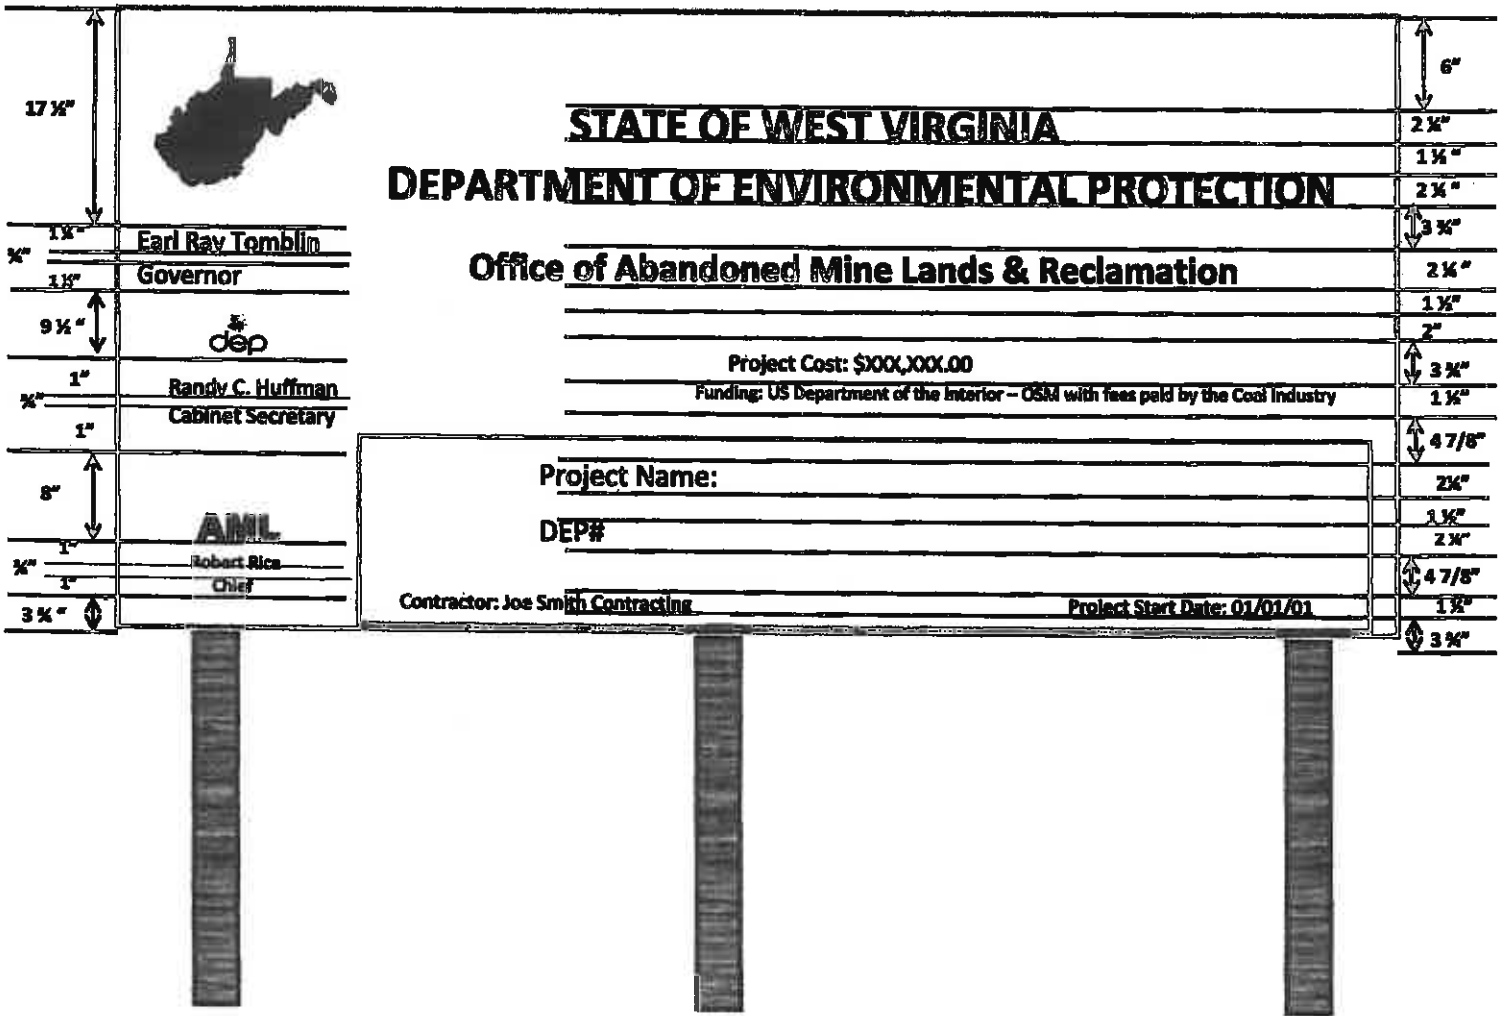 17 ½"
6"
STATE OF WEST VIRGINIA
2 ¼"
1 ½ "
DEPARTMENT OF ENVIRONMENTAL PROTECTION
2 ¼ "
3 ¾"
Earl Ray Tomblin
¾"
Governor
Office of Abandoned Mine Lands & Reclamation
2 ¼ "
1 ½"
1 ½"
9 ½ "
dep
2"
Project Cost: $XXX,XXX.00
3 ¾"
1"
Randy C. Huffman
Funding: US Department of the Interior – OSM with fees paid by the Coal Industry
1 ½"
¾"
Cabinet Secretary
1"
4 7/8"
Project Name:
8"
2¼"
AML
DEP#
1 ½"
2 ¼"
1"
Robert Rice
¾"
1"
Chief
4 7/8"
Contractor: Joe Smith Contracting
Project Start Date: 01/01/01
1 ½"
3 ¾ "
3 ¾"